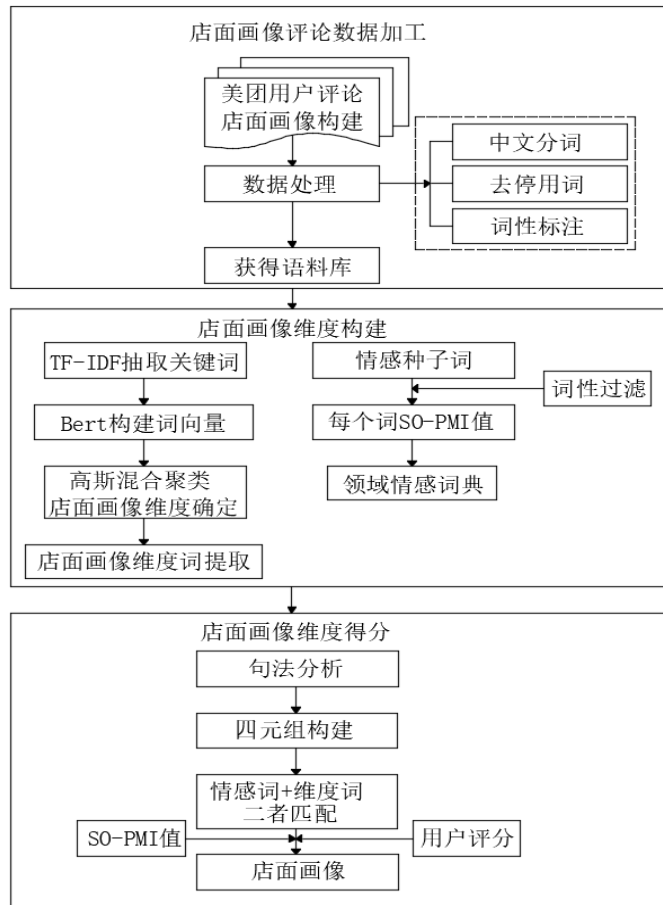 店面画像评论数据加工
美团用户评论
店面画像构建
中文分词
数据处理
去停用词
词性标注
获得语料库
店面画像维度构建
TF-IDF抽取关键词
情感种子词
词性过滤
Bert构建词向量
每个词SO-PMI值
高斯混合聚类
店面画像维度确定
领域情感词典
店面画像维度词提取
店面画像维度得分
句法分析
四元组构建
情感词+维度词
二者匹配
SO-PMI值
用户评分
店面画像